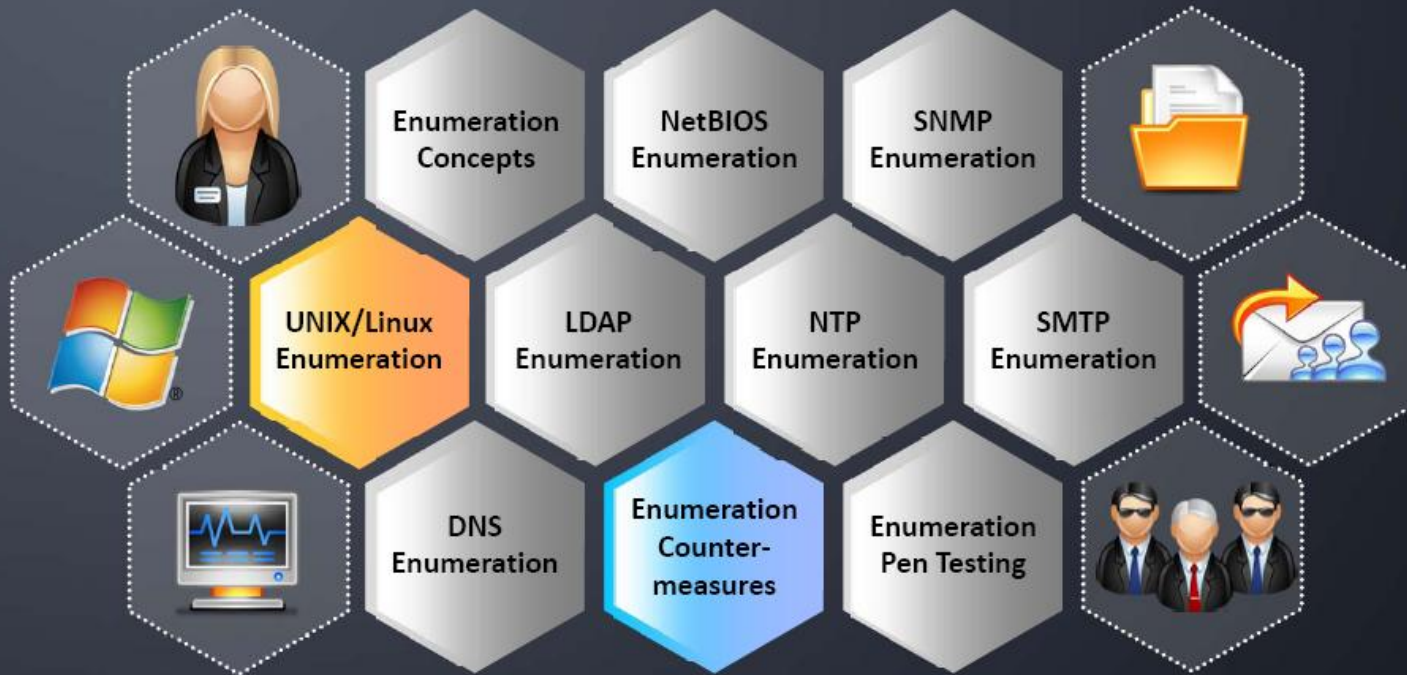 Enumeration
Concepts
NetBIOS
Enumeration
SNMP
Enumeration
UNIX/Linux
Enumeration
LDAP
Enumeration
NTP
Enumeration
SMTP
Enumeration
®
DNS
Enumeration
Enumeration
Counter-
measures
Enumeration
Pen Testing